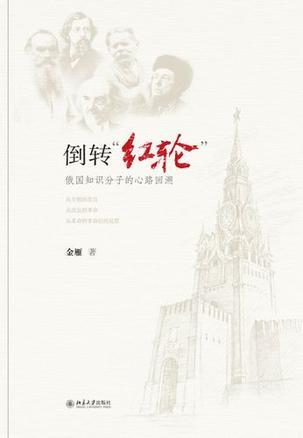 倒转“红轮”
俄国知识分子的心路回溯
金雁 著
北京大学出版社